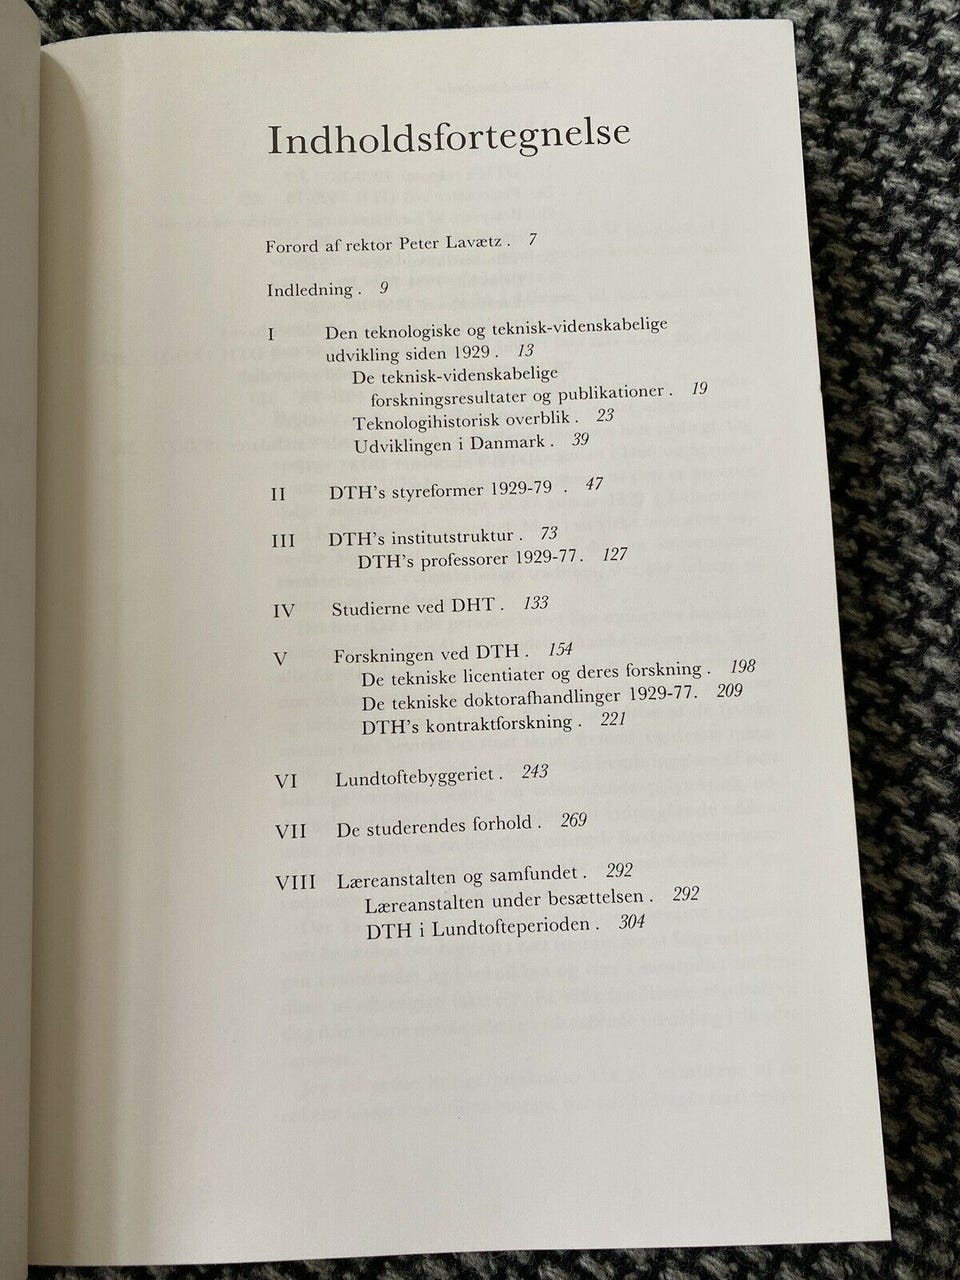 Indholdsfortegnelse
Forord af rektor Peter Lavætz . 7
Indledning . 9
I Den teknologiske og teknisk-videnskabelige
udvikling siden 1929 . 13
De teknisk-videnskabelige
forskningsresultater og publikationer . 19
Teknologihistorisk overblik . 23
Udviklingen i Danmark . 39
II DTH's styreformer 1929-79 . 47
III DTH's institutstruktur . 73
DTH's professorer 1929-77. 127
IV Studierne ved DHT . 133
V Forskningen ved DTH . 154
De tekniske licentiater og deres forskning . 198
De tekniske doktorafhandlinger 1929-77. 209
DTH's kontraktforskning . 221
VI Lundtoftebyggeriet . 243
VII De studerendes forhold . 269
VIII Læreanstalten og samfundet . 292
Læreanstalten under besættelsen . 292
DTH i Lundtofteperioden . 304